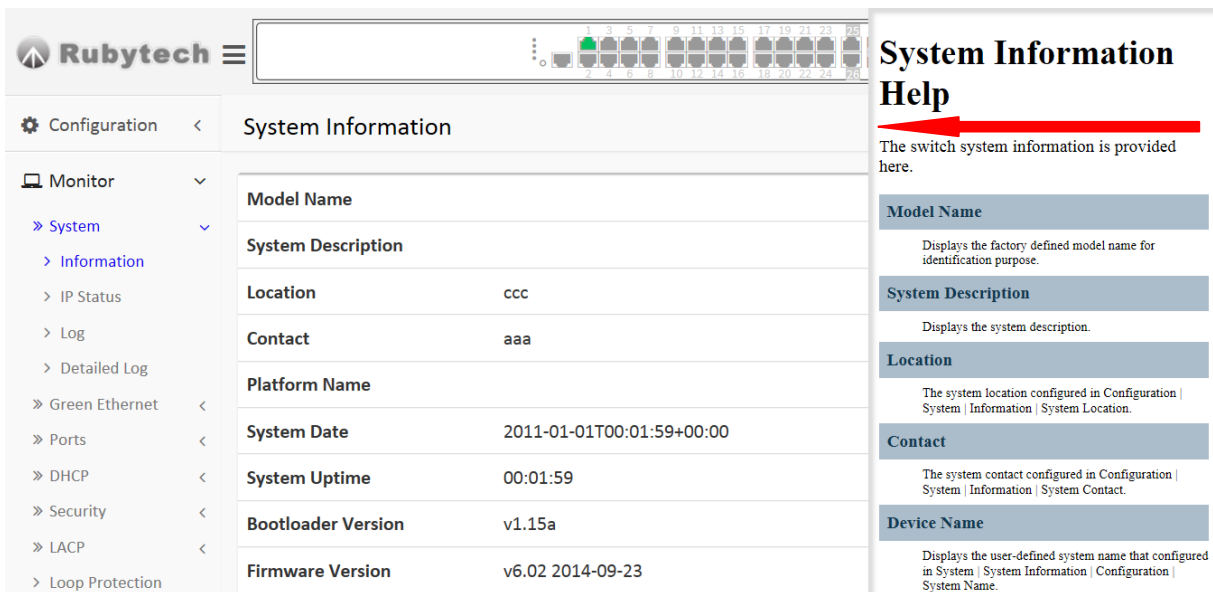 Rubytech
1 3 5 7 9 11 13 15 17 19 21 23 25
2 4 6 8 10 12 14 16 18 20 22 24 26
Configuration
Monitor
System
Information
IP Status
Log
Detailed Log
Green Ethernet
Ports
DHCP
Security
LACP
Loop Protection
System Information
Model Name
System Description
Location ccc
Contact aaa
Platform Name
System Date 2011-01-01T00:01:59+00:00
System Uptime 00:01:59
Bootloader Version v1.15a
Firmware Version v6.02 2014-09-23
System Information
Help
The switch system information is provided
here.
Model Name
Displays the factory defined model name for
identification purpose.
System Description
Displays the system description.
Location
The system location configured in Configuration |
System | Information | System Location.
Contact
The system contact configured in Configuration |
System | Information | System Contact.
Device Name
Displays the user-defined system name that configured
in System | System Information | Configuration |
System Name.